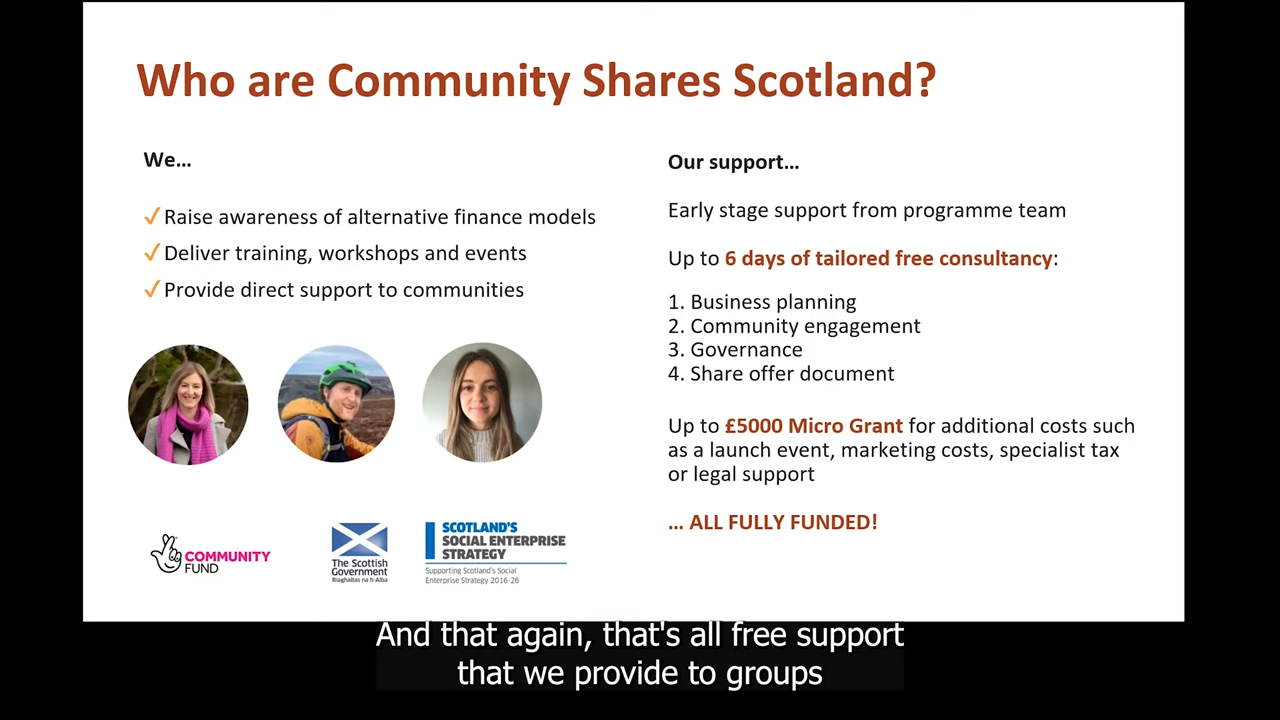 Who are Community Shares Scotland?
We...
✓Raise awareness of alternative finance models
✓Deliver training, workshops and events
✓Provide direct support to communities
COMMUNITY
FUND
The Scottish
Government
Riaghaltas na h-Alba
SCOTLAND'S
SOCIAL ENTERPRISE
STRATEGY
Supporting Scotland's Social
Enterprise Strategy 2016-26
Our support...
Early stage support from programme team
Up to 6 days of tailored free consultancy:
1. Business planning
2. Community engagement
3. Governance
4. Share offer document
Up to £5000 Micro Grant for additional costs such
as a launch event, marketing costs, specialist tax
or legal support
... ALL FULLY FUNDED!
And that again, that's all free support
that we provide to groups